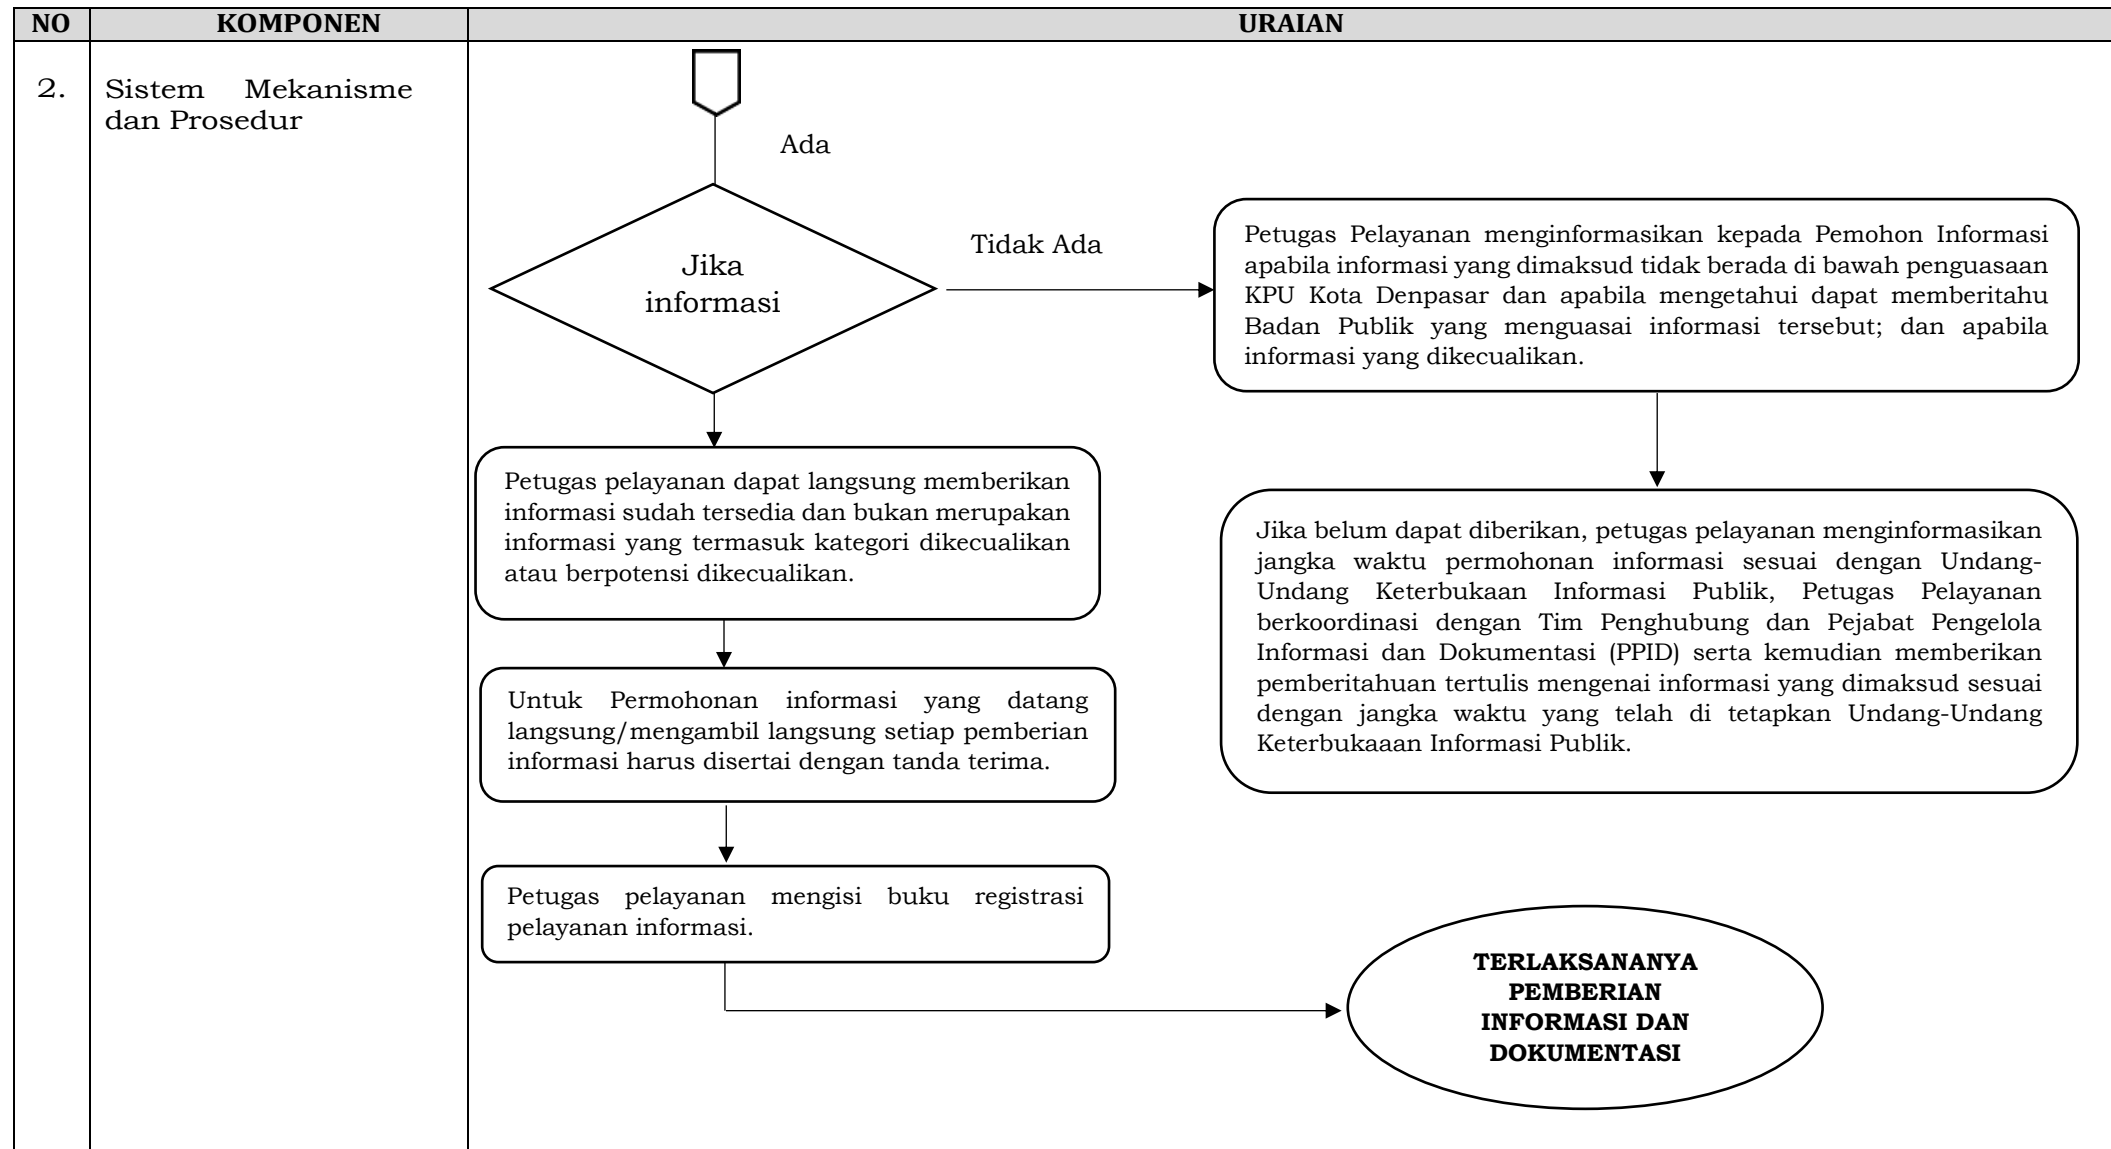 NO KOMPONEN URAIAN
2. Sistem Mekanisme
dan Prosedur
Ada
Jika
informasi
Tidak Ada
Petugas Pelayanan menginformasikan kepada Pemohon Informasi
apabila informasi yang dimaksud tidak berada di bawah penguasaan
KPU Kota Denpasar dan apabila mengetahui dapat memberitahu
Badan Publik yang menguasai informasi tersebut; dan apabila
informasi yang dikecualikan.
Petugas pelayanan dapat langsung memberikan
informasi sudah tersedia dan bukan merupakan
informasi yang termasuk kategori dikecualikan
atau berpotensi dikecualikan.
Jika belum dapat diberikan, petugas pelayanan menginformasikan
jangka waktu permohonan informasi sesuai dengan Undang-
Undang Keterbukaan Informasi Publik, Petugas Pelayanan
berkoordinasi dengan Tim Penghubung dan Pejabat Pengelola
Informasi dan Dokumentasi (PPID) serta kemudian memberikan
pemberitahuan tertulis mengenai informasi yang dimaksud sesuai
dengan jangka waktu yang telah di tetapkan Undang-Undang
Keterbukaaan Informasi Publik.
Untuk Permohonan informasi yang datang
langsung/mengambil langsung setiap pemberian
informasi harus disertai dengan tanda terima.
Petugas pelayanan mengisi buku registrasi
pelayanan informasi.
TERLAKSANANYA
PEMBERIAN
INFORMASI DAN
DOKUMENTASI